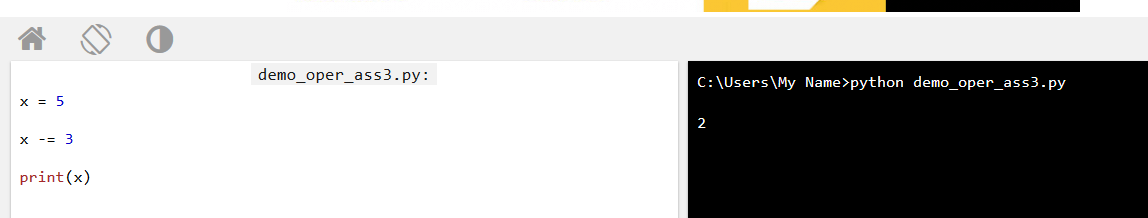 demo_oper_ass3.py:
x = 5
x -= 3
print(x)
C:\Users\My Name>python demo_oper_ass3.py
2